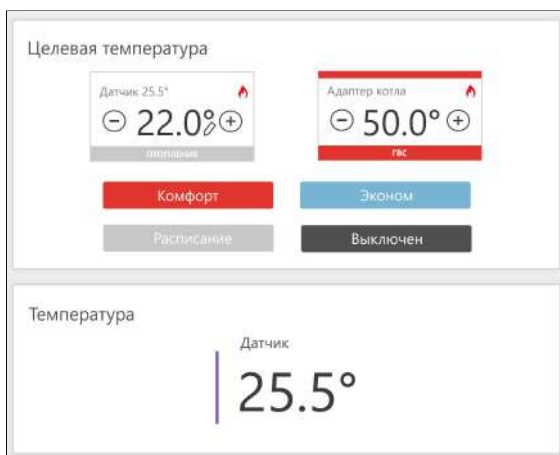 Целевая температура
Датчик 25.5°
22.0°
отопление
Адаптер котла
50.0°
ГВС
Комфорт
Эконом
Расписание
Выключен
Температура
Датчик
25.5°